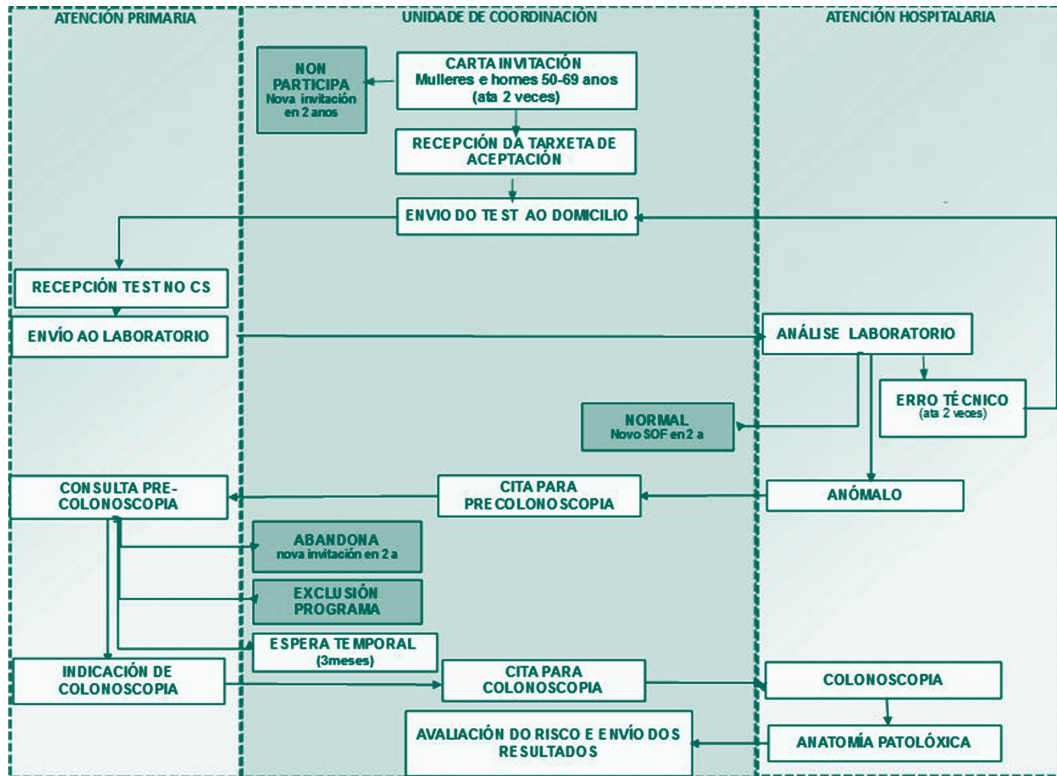 ATENCIÓN PRIMARIA
UNIDADE DE COORDINACIÓN
ATENCIÓN HOSPITALARIA
NON
PARTICIPA
Nova invitación
en 2 anos
CARTA INVITACIÓN
Mulleres e homes 50-69 anos
(ata 2 veces)
RECEPCIÓN DA TARXETA DE
ACEPTACIÓN
ENVIO DO TEST AO DOMICILIO
RECEPCIÓN TEST NO CS
ENVÍO AO LABORATORIO
ANÁLISE LABORATORIO
ERRO TÉCNICO
(ata 2 veces)
NORMAL
Novo SOF en 2 a
CONSULTA PRE-
COLONOSCOPIA
CITA PARA
PRECOLONOSCOPIA
ANÓMALO
ABANDONA
nova invitación en 2 a
EXCLUSIÓN
PROGRAMA
ESPERA TEMPORAL
(3meses)
INDICACIÓN DE
COLONOSCOPIA
CITA PARA
COLONOSCOPIA
COLONOSCOPIA
AVALIACIÓN DO RISCO E ENVÍO DOS
RESULTADOS
ANATOMÍA PATOLÓXICA